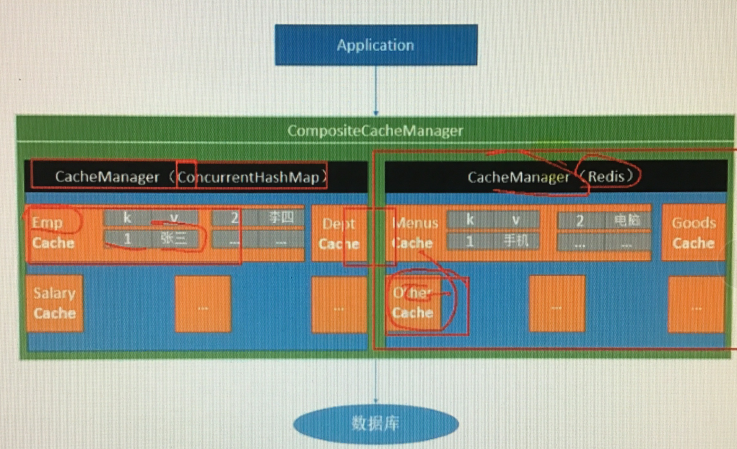 Application
CompositeCacheManager
CacheManager（ConcurrentHashMap）
CacheManager（Redis）
Emp
Cache
k v 2 李四
1 张三 ... ...
Dept
Cache
Menus
Cache
k v 2 电脑
1 手机 ... ...
Goods
Cache
Salary
Cache
...
...
Other
Cache
...
...
数据库